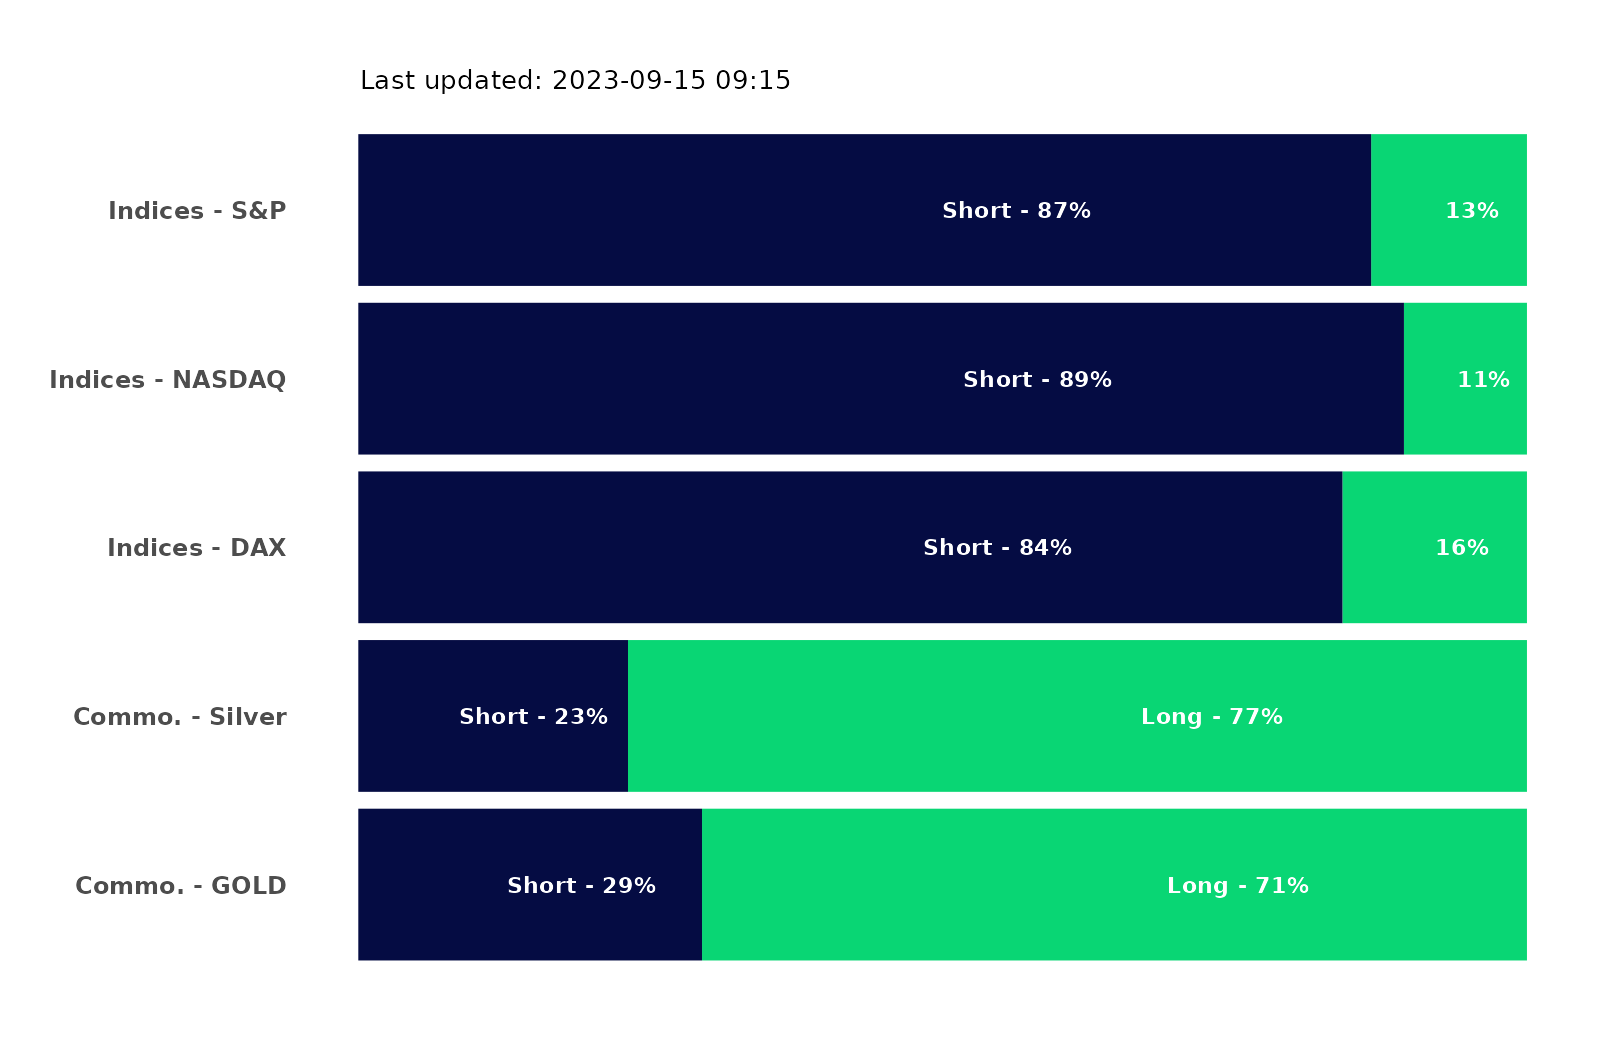 Last updated: 2023-09-15 09:15
Indices - S&P
Short - 87%
13%
Indices - NASDAQ
Short - 89%
11%
Indices - DAX
Short - 84%
16%
Commo. - Silver
Short - 23%
Long - 77%
Commo. - GOLD
Short - 29%
Long - 71%